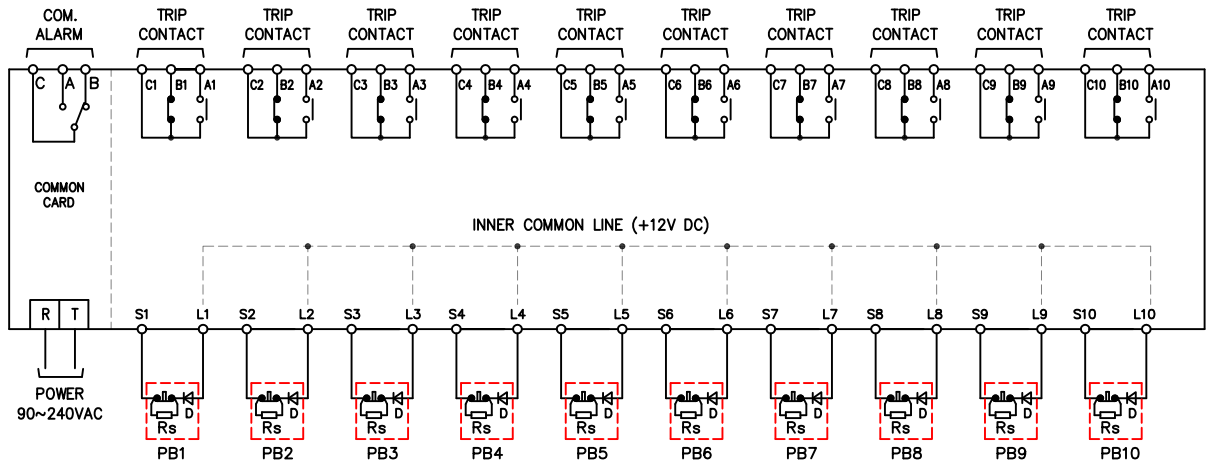 COM. TRIP TRIP TRIP TRIP TRIP TRIP TRIP TRIP TRIP TRIP
ALARM CONTACT CONTACT CONTACT CONTACT CONTACT CONTACT CONTACT CONTACT CONTACT CONTACT
C A B C1 B1 A1 C2 B2 A2 C3 B3 A3 C4 B4 A4 C5 B5 A5 C6 B6 A6 C7 B7 A7 C8 B8 A8 C9 B9 A9 C10 B10 A10
COMMON
CARD
INNER COMMON LINE (+12V DC)
R T S1 L1 S2 L2 S3 L3 S4 L4 S5 L5 S6 L6 S7 L7 S8 L8 S9 L9 S10 L10
POWER
90~240VAC
D D D D D D D D D D
Rs Rs Rs Rs Rs Rs Rs Rs Rs Rs
PB1 PB2 PB3 PB4 PB5 PB6 PB7 PB8 PB9 PB10